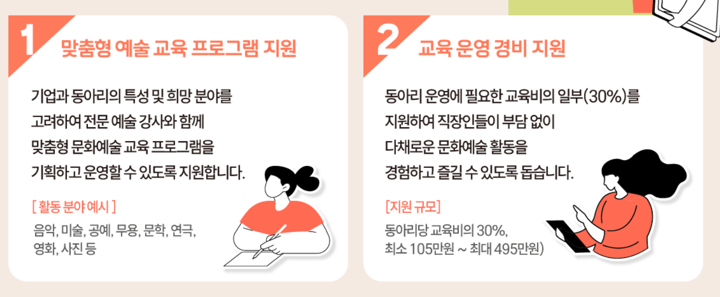 1 맞춤형 예술 교육 프로그램 지원
기업과 동아리의 특성 및 희망 분야를
고려하여 전문 예술 강사와 함께
맞춤형 문화예술 교육 프로그램을
기획하고 운영할 수 있도록 지원합니다.
[ 활동 분야 예시 ]
음악, 미술, 공예, 무용, 문학, 연극,
영화, 사진 등
2 교육 운영 경비 지원
동아리 운영에 필요한 교육비의 일부(30%)를
지원하여 직장인들이 부담 없이
다채로운 문화예술 활동을
경험하고 즐길 수 있도록 돕습니다.
[지원 규모]
동아리당 교육비의 30%,
최소 105만원 ~ 최대 495만원)